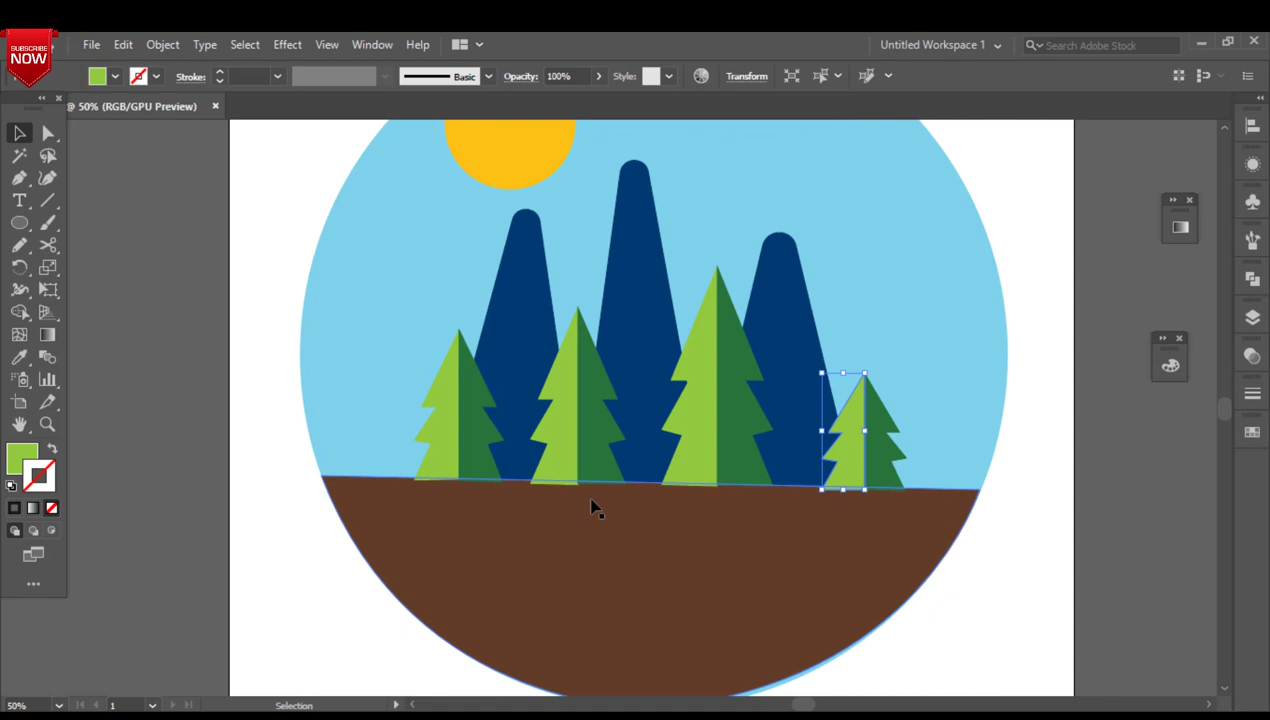 SUBSCRIBE
NOW
File Edit Object Type Select Effect View Window Help
Untitled Workspace 1
Search Adobe Stock
Stroke:
Basic
Opacity: 100%
Style:
Transform
@ 50% (RGB/GPU Preview)
50%
1
Selection